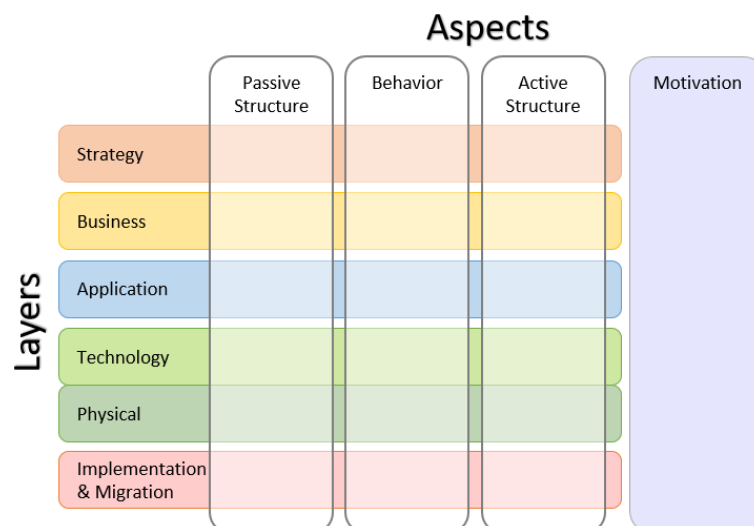 Aspects
Passive
Structure
Behavior
Active
Structure
Motivation
Layers
Strategy
Business
Application
Technology
Physical
Implementation
& Migration